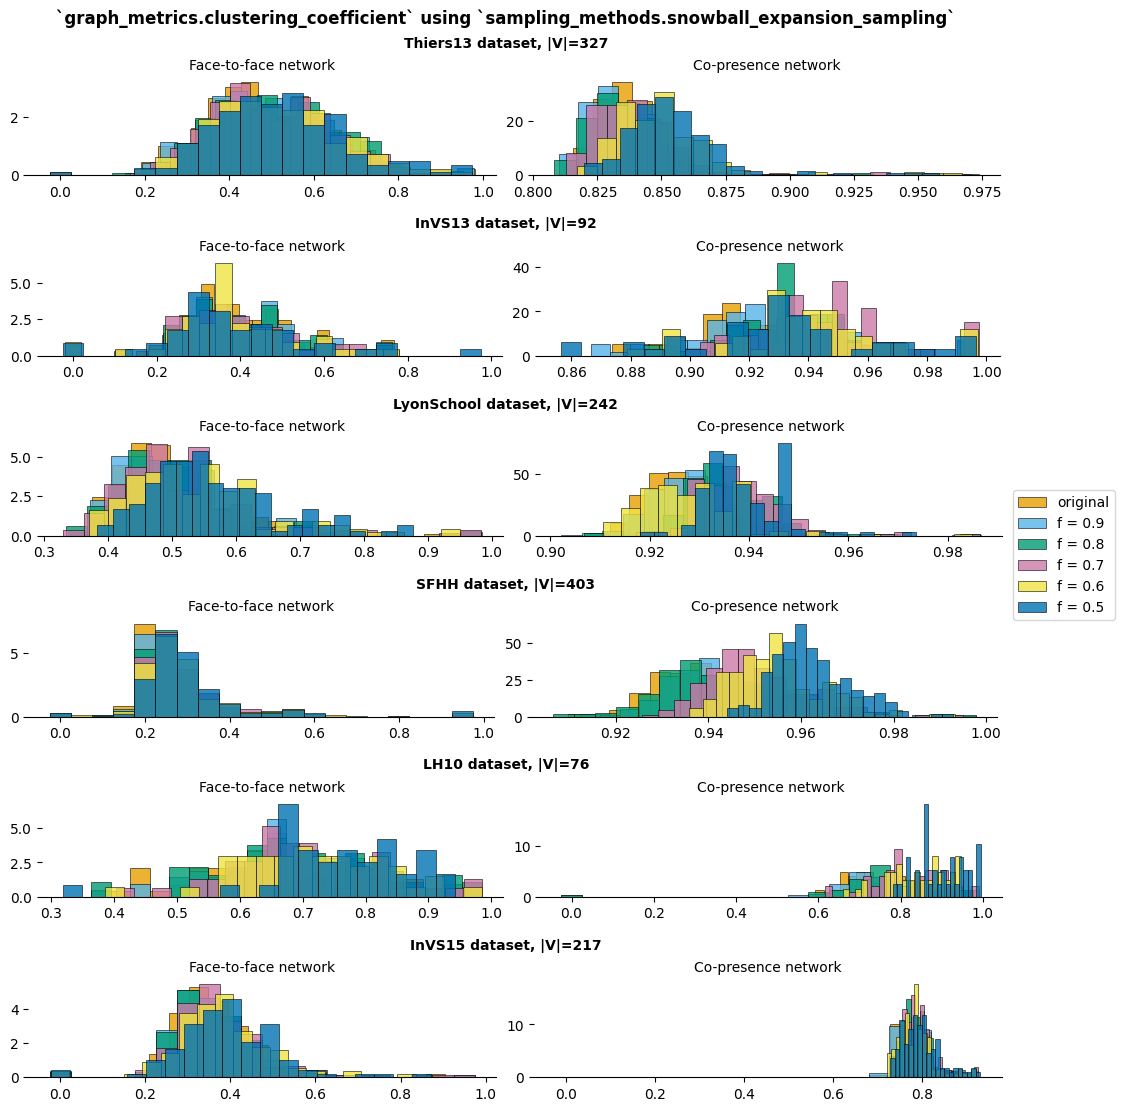 `graph_metrics.clustering_coefficient` using `sampling_methods.snowball_expansion_sampling`
Thiers13 dataset, |V|=327
Face-to-face network
Co-presence network
2
0
20
0
0.0 0.2 0.4 0.6 0.8 1.0
0.800 0.825 0.850 0.875 0.900 0.925 0.950 0.975
InVS13 dataset, |V|=92
Face-to-face network
Co-presence network
5.0
2.5
0.0
40
20
0
0.0 0.2 0.4 0.6 0.8 1.0
0.86 0.88 0.90 0.92 0.94 0.96 0.98 1.00
LyonSchool dataset, |V|=242
Face-to-face network
Co-presence network
5.0
2.5
0.0
50
0
0.3 0.4 0.5 0.6 0.7 0.8 0.9 1.0
0.90 0.92 0.94 0.96 0.98
original
f = 0.9
f = 0.8
f = 0.7
f = 0.6
f = 0.5
SFHH dataset, |V|=403
Face-to-face network
Co-presence network
5
0
50
25
0
0.0 0.2 0.4 0.6 0.8 1.0
0.92 0.94 0.96 0.98 1.00
LH10 dataset, |V|=76
Face-to-face network
Co-presence network
5.0
2.5
0.0
10
0
0.3 0.4 0.5 0.6 0.7 0.8 0.9 1.0
0.0 0.2 0.4 0.6 0.8 1.0
InVS15 dataset, |V|=217
Face-to-face network
Co-presence network
4
2
0
10
0
0.0 0.2 0.4 0.6 0.8 1.0
0.0 0.2 0.4 0.6 0.8